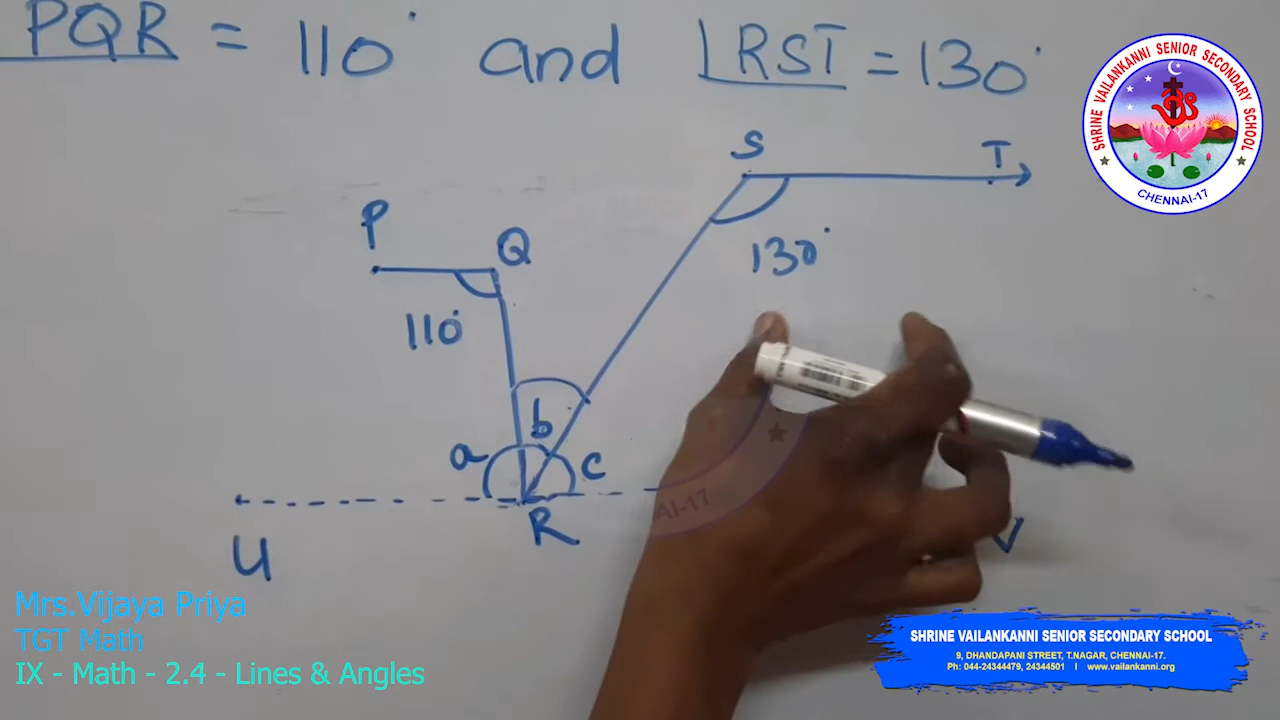 PQR = 110° and ∠RST = 130°
SHRINE VAILANKANNI SENIOR SECONDARY SCHOOL
CHENNAI-17
S
T
P
Q
130°
110°
b
a
c
R
U
V
AI-17
Mrs.Vijaya Priya
TGT Math
IX - Math - 2.4 - Lines & Angles
SHRINE VAILANKANNI SENIOR SECONDARY SCHOOL
9, DHANDAPANI STREET, T.NAGAR, CHENNAI-17.
Ph: 044-24344479, 24344501 I www.vailankanni.org